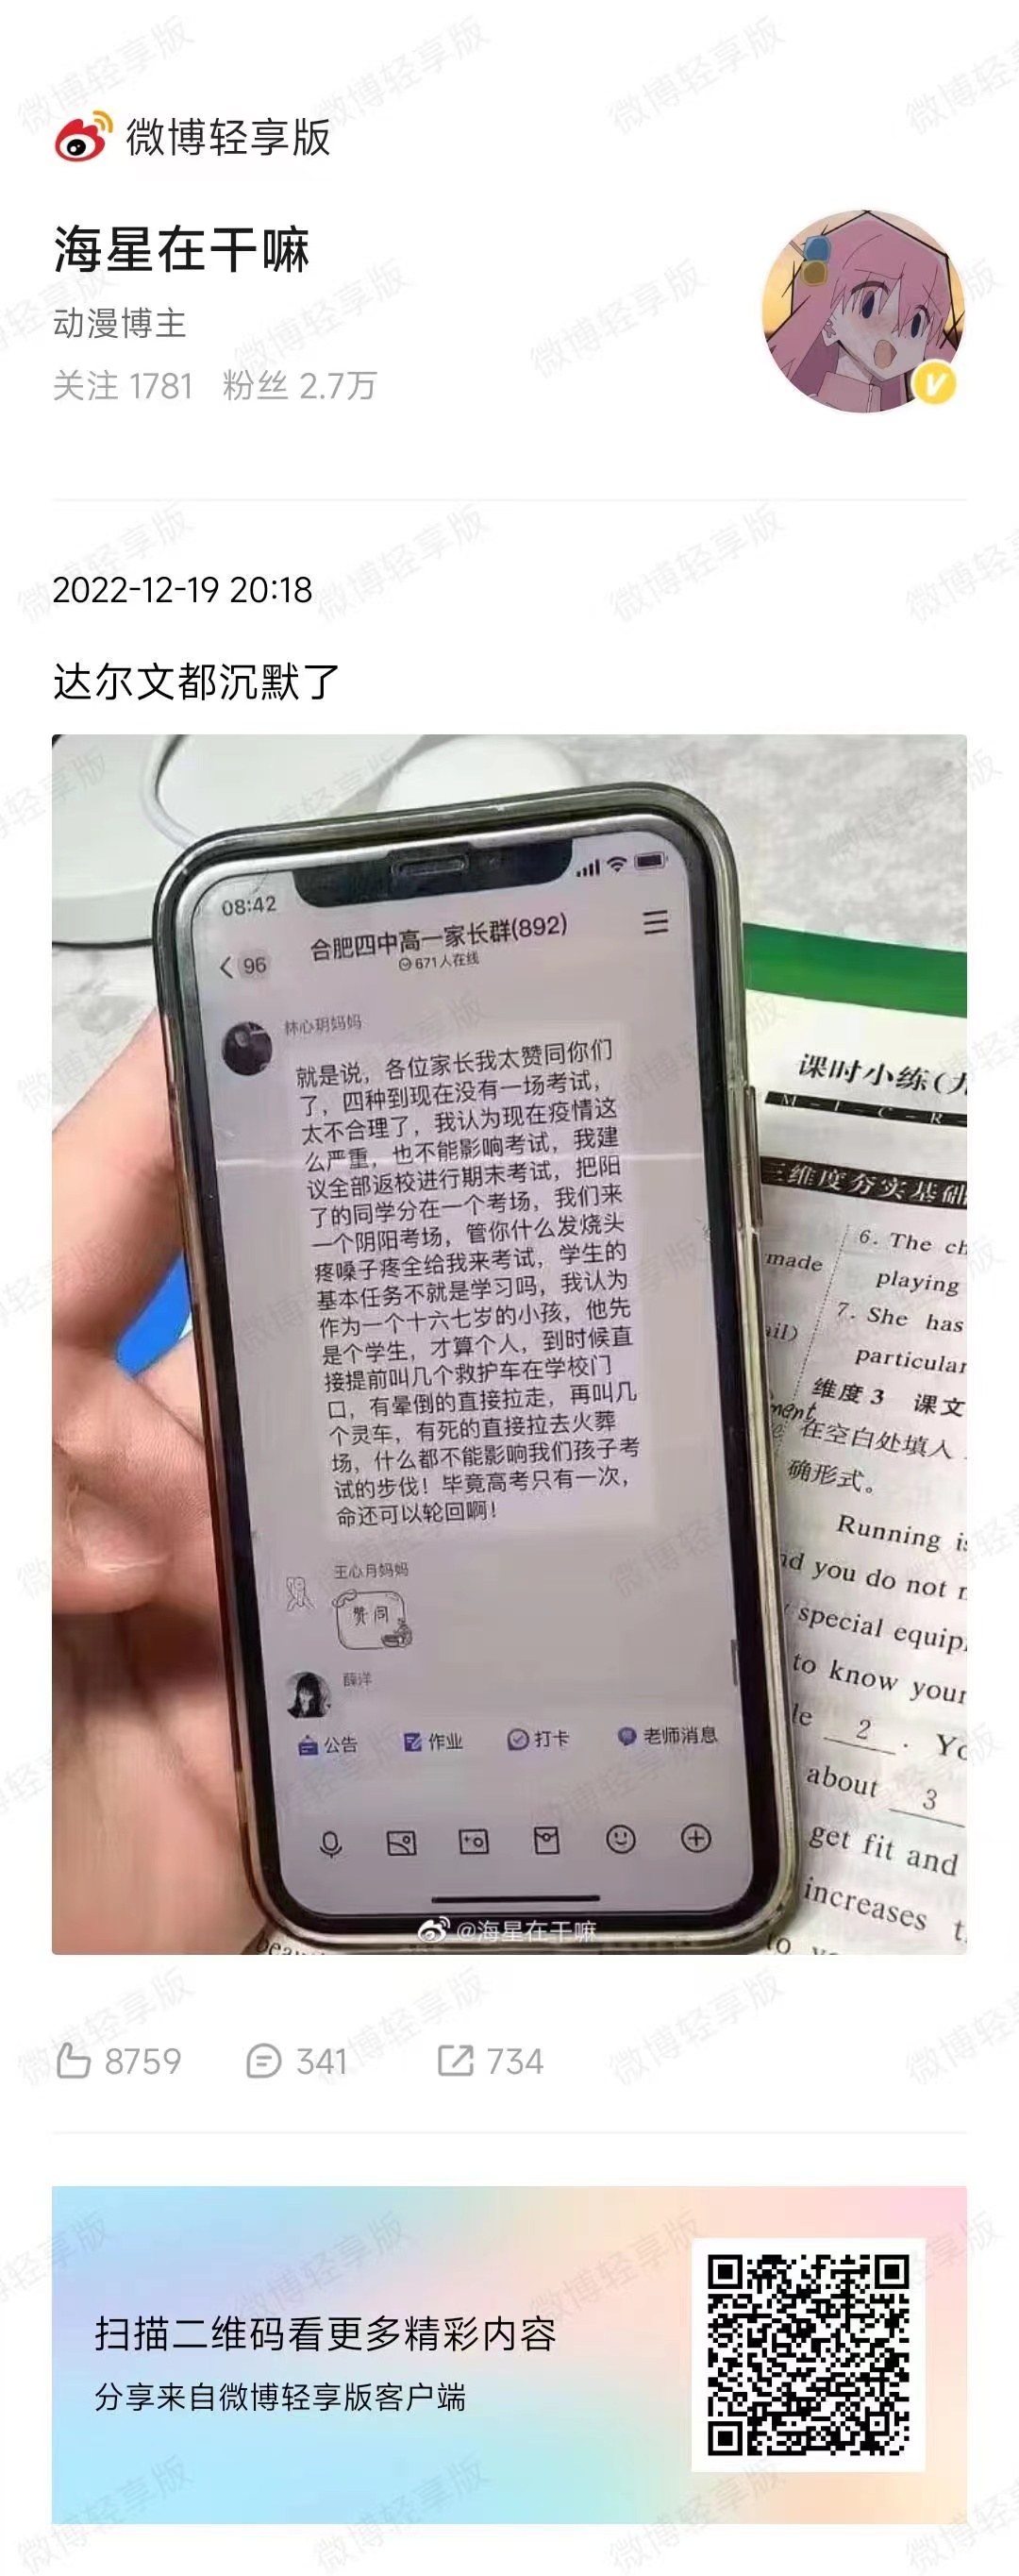 微博轻享版
海星在干嘛
动漫博主
关注 1781 粉丝 2.7万
2022-12-19 20:18
达尔文都沉默了
08:42
96
合肥四中高一家长群(892)
671人在线
林心玥妈妈
就是说，各位家长我太赞同你们
了，四种到现在没有一场考试，
太不合理了，我认为现在疫情这
么严重，也不能影响考试，我建
议全部返校进行期末考试，把阳
了的同学分在一个考场，我们来
一个阴阳考场，管你什么发烧头
疼嗓子疼全给我来考试，学生的
基本任务不就是学习吗，我认为
作为一个十六七岁的小孩，他先
是个学生，才算个人，到时候直
接提前叫几个救护车在学校门
口，有晕倒的直接拉走，再叫几
个灵车，有死的直接拉去火葬
场，什么都不能影响我们孩子考
试的步伐！毕竟高考只有一次，
命还可以轮回啊！
王心月妈妈
赞同
薛洋
公告 作业 打卡 老师消息
课时小练(
M-I-C-R-
三维度夯实基础
6. The ch
made
playing
7. She has
ail)
particular
维度 3 课文
ment
在空白处填入
确形式。
Running is
nd you do not
special equip
to know your
le 2 . Yo
about 3
get fit and
increases t
to yo
@海星在干嘛
8759 341 734
扫描二维码看更多精彩内容
分享来自微博轻享版客户端